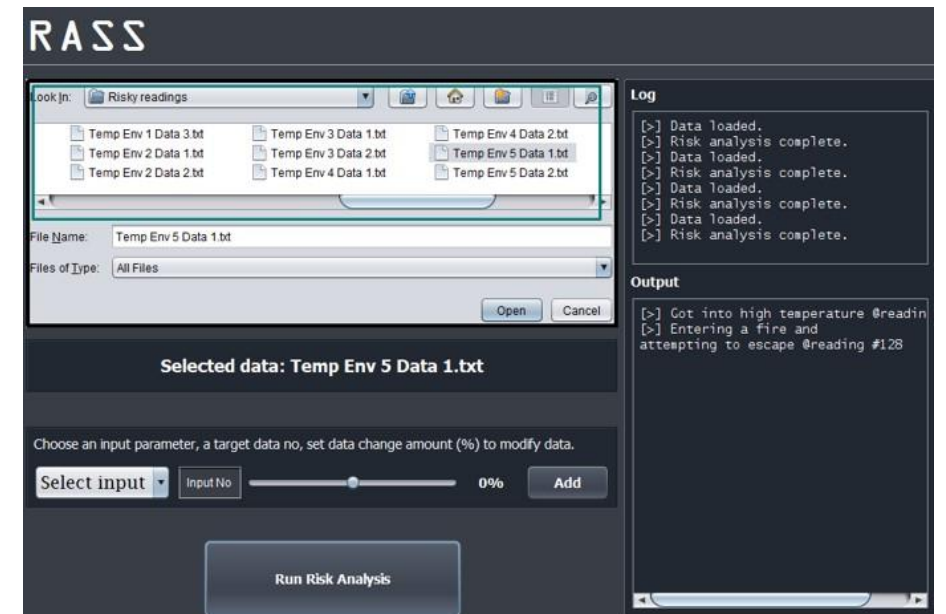 RASS
Look In: Risky readings
Temp Env 1 Data 3.txt
Temp Env 2 Data 1.txt
Temp Env 2 Data 2.txt
Temp Env 3 Data 1.txt
Temp Env 3 Data 2.txt
Temp Env 4 Data 1.txt
Temp Env 4 Data 2.txt
Temp Env 5 Data 1.txt
Temp Env 5 Data 2.txt
File Name: Temp Env 5 Data 1.txt
Files of Type: All Files
Open Cancel
Selected data: Temp Env 5 Data 1.txt
Choose an input parameter, a target data no, set data change amount (%) to modify data.
Select input Input No 0% Add
Run Risk Analysis
Log
[>] Data loaded.
[>] Risk analysis complete.
[>] Data loaded.
[>] Risk analysis complete.
[>] Data loaded.
[>] Risk analysis complete.
[>] Data loaded.
[>] Risk analysis complete.
Output
[>] Got into high temperature @readin
[>] Entering a fire and
attempting to escape @reading #128